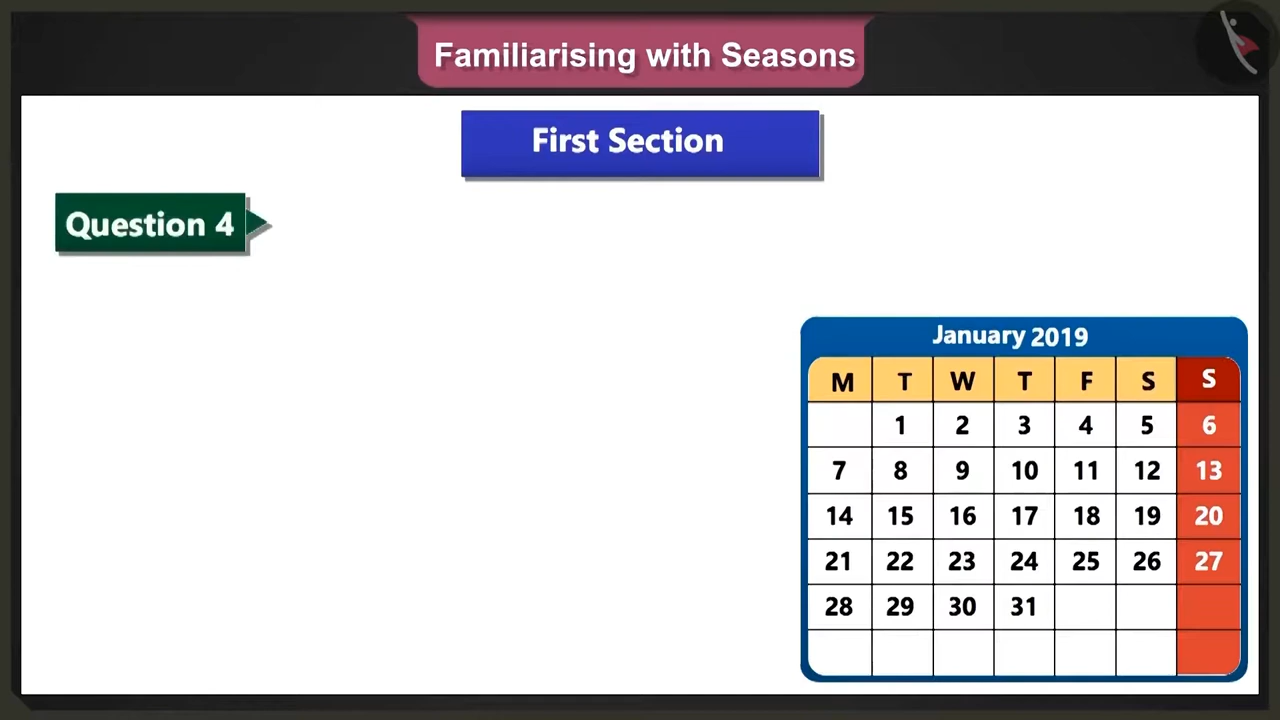 Familiarising with Seasons
First Section
Question 4
January 2019
M T W T F S S
1 2 3 4 5 6
7 8 9 10 11 12 13
14 15 16 17 18 19 20
21 22 23 24 25 26 27
28 29 30 31